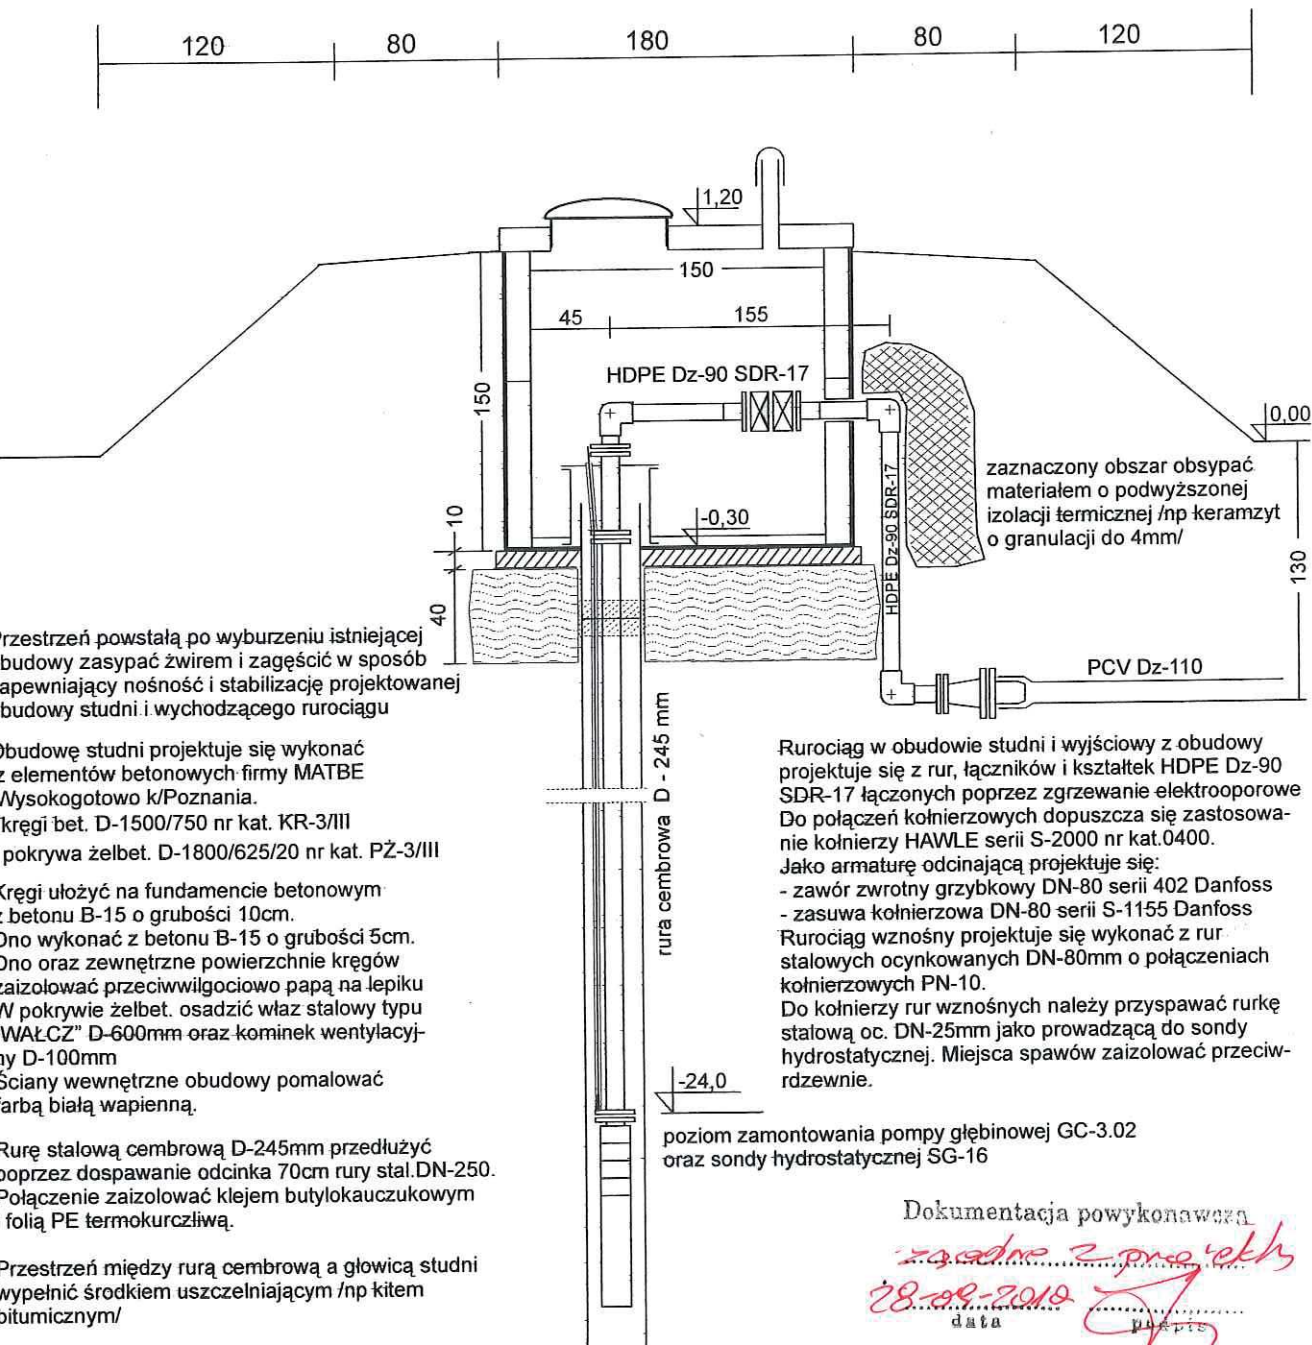 120 80 180 80 120
1,20
150
45 155
HDPE Dz-90 SDR-17
150
0,00
zaznaczony obszar obsypać
materiałem o podwyższonej
izolacji termicznej /np keramzyt
o granulacji do 4mm/
HDPE Dz-90 SDR-17
-0,30
10
40
130
PCV Dz-110
rura cembrowa D - 245 mm
rzestrzeń powstałą po wyburzeniu istniejącej
budowy zasypać żwirem i zagęścić w sposób
apewniający nośność i stabilizację projektowanej
budowy studni i wychodzącego rurociągu
Obudowę studni projektuje się wykonać
z elementów betonowych firmy MATBE
Wysokogotowo k/Poznania.
kręgi bet. D-1500/750 nr kat. KR-3/III
pokrywa żelbet. D-1800/625/20 nr kat. PŻ-3/III
Kręgi ułożyć na fundamencie betonowym
z betonu B-15 o grubości 10cm.
Dno wykonać z betonu B-15 o grubości 5cm.
Dno oraz zewnętrzne powierzchnie kręgów
zaizolować przeciwwilgociowo papą na lepiku
W pokrywie żelbet. osadzić właz stalowy typu
WAŁCZ" D-600mm oraz kominek wentylacyj-
ny D-100mm
Ściany wewnętrzne obudowy pomalować
farbą białą wapienną.
Rurę stalową cembrową D-245mm przedłużyć
poprzez dospawanie odcinka 70cm rury stal.DN-250.
Połączenie zaizolować klejem butylokauczukowym
folią PE termokurczliwą.
Przestrzeń między rurą cembrową a głowicą studni
wypełnić środkiem uszczelniającym /np kitem
bitumicznym/
Rurociąg w obudowie studni i wyjściowy z obudowy
projektuje się z rur, łączników i kształtek HDPE Dz-90
SDR-17 łączonych poprzez zgrzewanie elektrooporowe
Do połączeń kołnierzowych dopuszcza się zastosowa-
nie kołnierzy HAWLE serii S-2000 nr kat.0400.
Jako armaturę odcinającą projektuje się:
- zawór zwrotny grzybkowy DN-80 serii 402 Danfoss
- zasuwa kołnierzowa DN-80 serii S-1155 Danfoss
Rurociąg wznośny projektuje się wykonać z rur
stalowych ocynkowanych DN-80mm o połączeniach
kołnierzowych PN-10.
Do kołnierzy rur wznośnych należy przyspawać rurkę
stalową oc. DN-25mm jako prowadzącą do sondy
hydrostatycznej. Miejsca spawów zaizolować przeciw-
rdzewnie.
-24,0
poziom zamontowania pompy głębinowej GC-3.02
oraz sondy hydrostatycznej SG-16
Dokumentacja powykonawcza
z
28-09-2010
data podpis